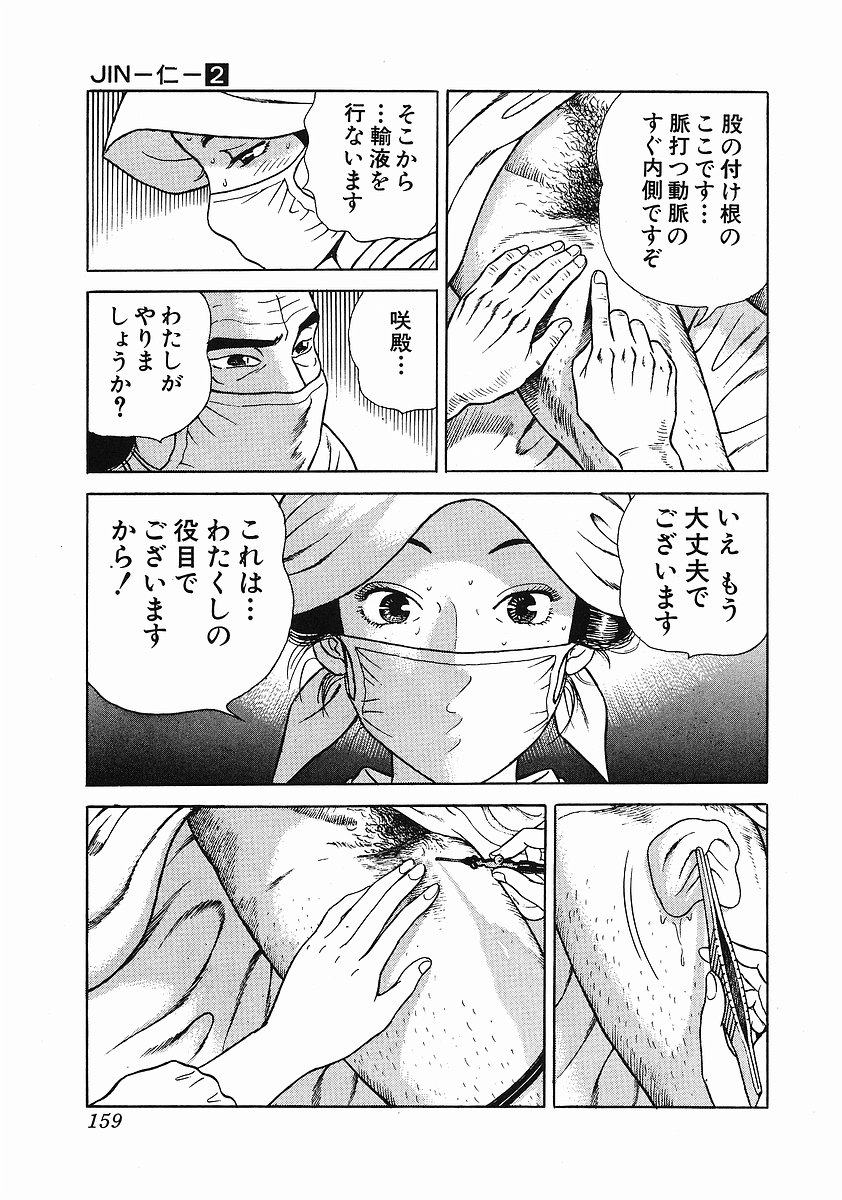 JIN－仁－2
股の付け根の
ここです…
脈打つ動脈の
すぐ内側ですぞ
そこから
…輸液を
行ないます
咲殿…
わたしが
やりま
しょうか？
いえ もう
大丈夫で
ございます
これは…
わたくしの
役目で
ございます
から！
159